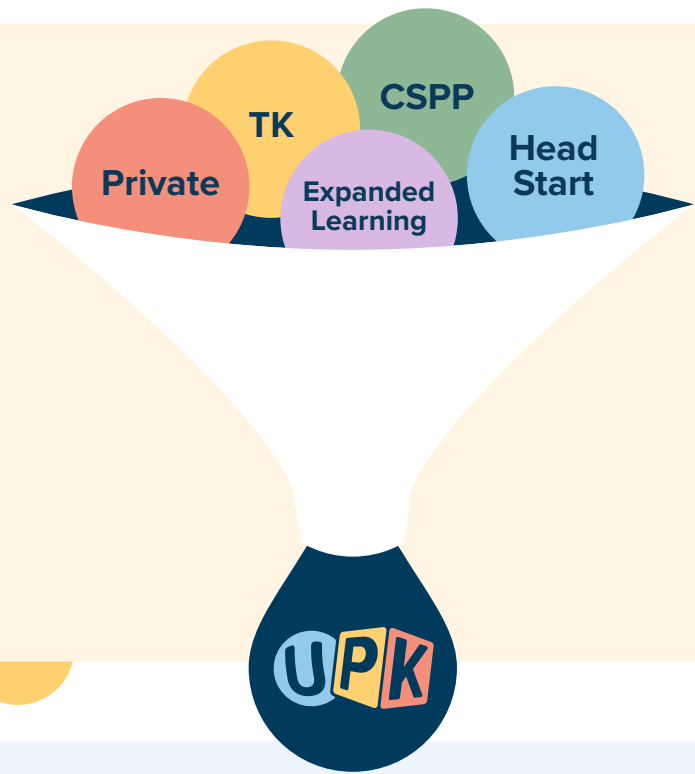 CSPP
TK
Head
Start
Private
Expanded
Learning
UPK